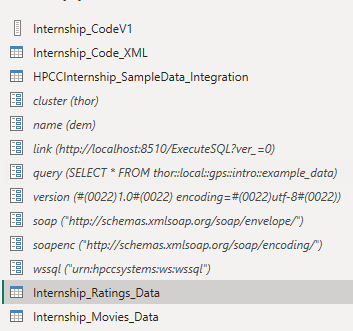 Internship_CodeV1
Internship_Code_XML
HPCCInternship_SampleData_Integration
cluster (thor)
name (dem)
link (http://localhost:8510/ExecuteSQL?ver_=0)
query (SELECT * FROM thor::local::gps::intro::example_data)
version (#(0022)1.0#(0022) encoding=#(0022)utf-8#(0022))
soap ("http://schemas.xmlsoap.org/soap/envelope/")
soapenc ("http://schemas.xmlsoap.org/soap/encoding/")
wssql ("urn:hpccsystems:ws:wssql")
Internship_Ratings_Data
Internship_Movies_Data